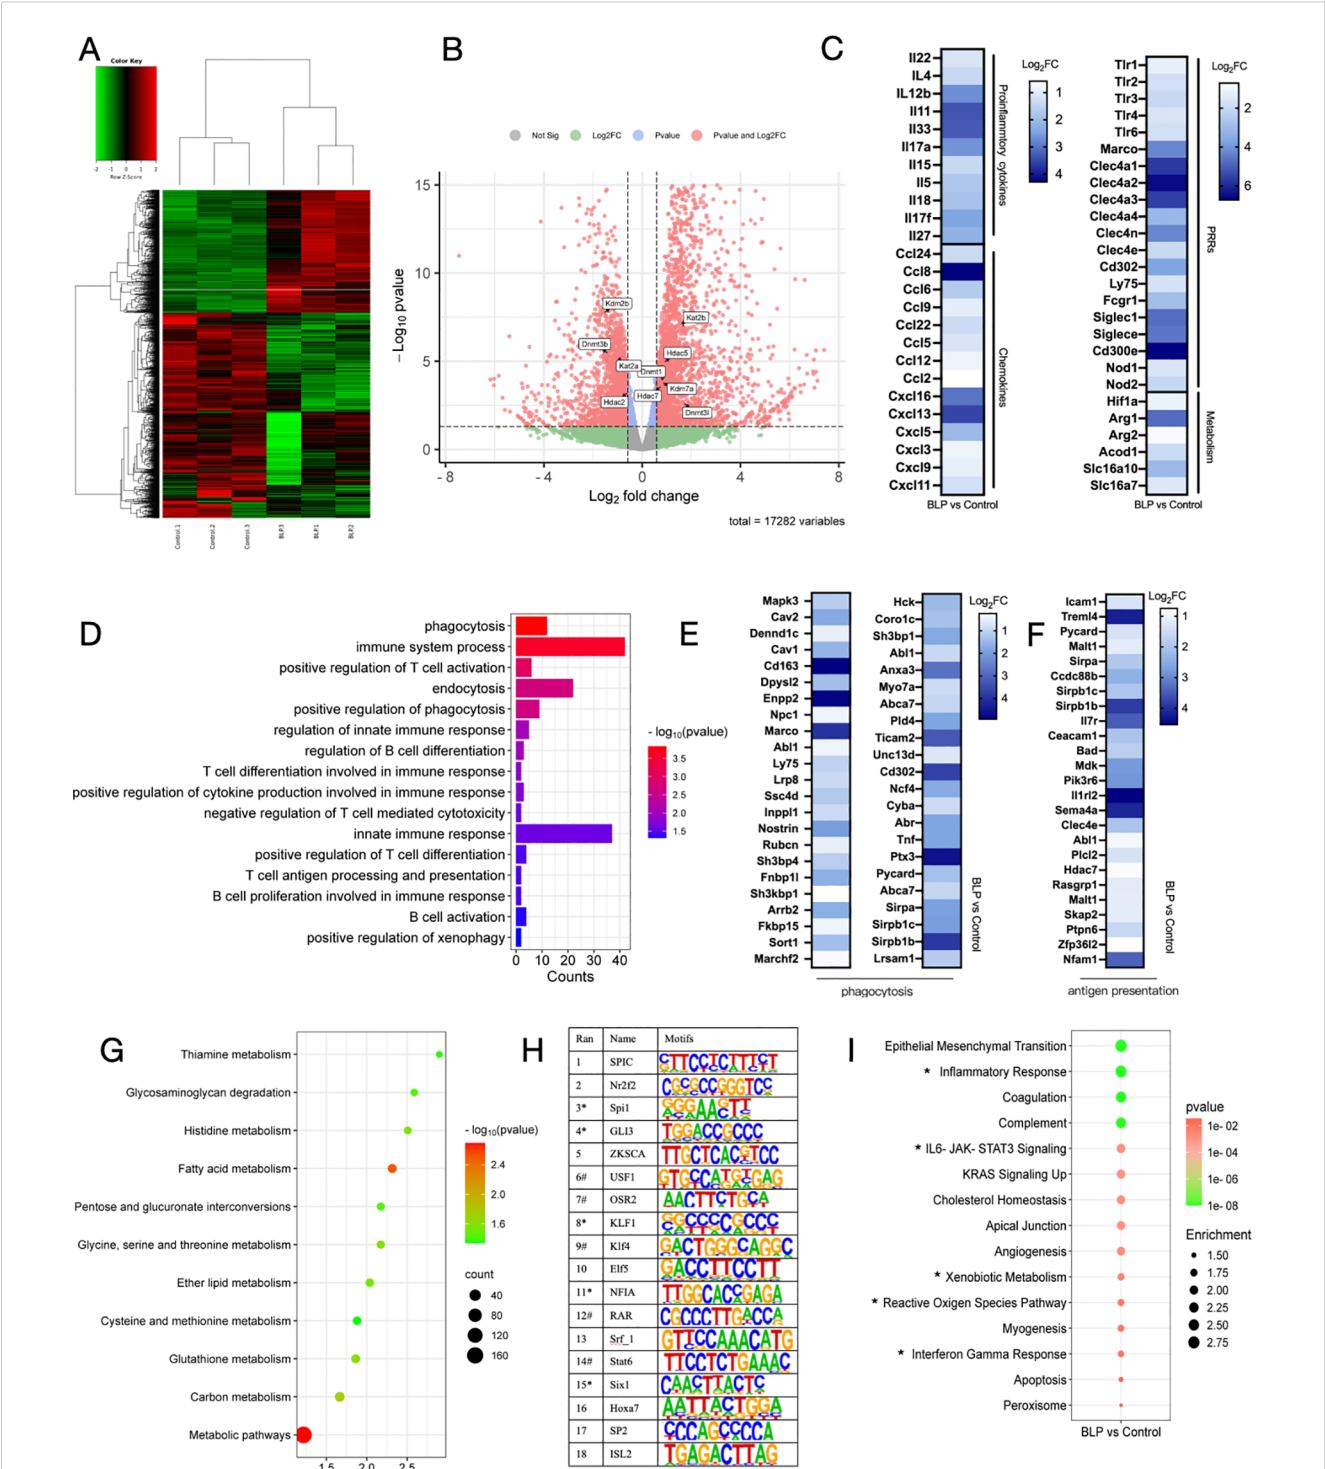 A
Color Key
-2 -1 0 1 2
Row Z-Score
Control.1
Control.2
Control.3
BLP.3
BLP.1
BLP.2
B
Not Sig
Log2FC
Pvalue
Pvalue and Log2FC
15
10
5
0
- Log10 pvalue
Kdm2b
Kat2b
Dnmt3b
Hdac5
Kat2a
Dnmt1
Kdm7a
Hdac2
Hdac7
Dnmt3l
-8 -4 0 4 8
Log2 fold change
total = 17282 variables
C
Il22
IL4
IL12b
Il11
Il33
Il17a
Il15
Il5
Il18
Il17f
Il27
Ccl24
Ccl8
Ccl6
Ccl9
Ccl22
Ccl5
Ccl12
Ccl2
Cxcl16
Cxcl13
Cxcl5
Cxcl3
Cxcl9
Cxcl11
BLP vs Control
Proinflammtory cytokines
Chemokines
Log2FC
1
2
3
4
Tlr1
Tlr2
Tlr3
Tlr4
Tlr6
Marco
Clec4a1
Clec4a2
Clec4a3
Clec4a4
Clec4n
Clec4e
Cd302
Ly75
Fcgr1
Siglec1
Siglece
Cd300e
Nod1
Nod2
Hif1a
Arg1
Arg2
Acod1
Slc16a10
Slc16a7
BLP vs Control
PRRs
Metabolism
Log2FC
2
4
6
D
phagocytosis
immune system process
positive regulation of T cell activation
endocytosis
positive regulation of phagocytosis
regulation of innate immune response
regulation of B cell differentiation
T cell differentiation involved in immune response
positive regulation of cytokine production involved in immune response
negative regulation of T cell mediated cytotoxicity
innate immune response
positive regulation of T cell differentiation
T cell antigen processing and presentation
B cell proliferation involved in immune response
B cell activation
positive regulation of xenophagy
0 10 20 30 40
Counts
- log10(pvalue)
3.5
3.0
2.5
2.0
1.5
E
Mapk3
Cav2
Dennd1c
Cav1
Cd163
Dpysl2
Enpp2
Npc1
Marco
Abl1
Ly75
Lrp8
Ssc4d
Inppl1
Nostrin
Rubcn
Sh3bp4
Fnbp1l
Sh3kbp1
Arrb2
Fkbp15
Sort1
Marchf2
Hck
Coro1c
Sh3bp1
Abl1
Anxa3
Myo7a
Abca7
Pld4
Ticam2
Unc13d
Cd302
Ncf4
Cyba
Abr
Tnf
Ptx3
Pycard
Abca7
Sirpa
Sirpb1c
Sirpb1b
Lrsam1
phagocytosis
BLP vs Control
Log2FC
1
2
3
4
F
Icam1
Treml4
Pycard
Malt1
Sirpa
Ccdc88b
Sirpb1c
Sirpb1b
Il7r
Ceacam1
Bad
Mdk
Pik3r6
Il1rl2
Sema4a
Clec4e
Abl1
Plcl2
Hdac7
Rasgrp1
Malt1
Skap2
Ptpn6
Zfp36l2
Nfam1
antigen presentation
BLP vs Control
Log2FC
1
2
3
4
G
Thiamine metabolism
Glycosaminoglycan degradation
Histidine metabolism
Fatty acid metabolism
Pentose and glucuronate interconversions
Glycine, serine and threonine metabolism
Ether lipid metabolism
Cysteine and methionine metabolism
Glutathione metabolism
Carbon metabolism
Metabolic pathways
1.5 2.0 2.5
- log10(pvalue)
2.4
2.0
1.6
count
40
80
120
160
H
Ran Name Motifs
1 SPIC
2 Nr2f2
3* Spi1
4* GLI3
5 ZKSCA
6# USF1
7# OSR2
8* KLF1
9# Klf4
10 Elf5
11* NFIA
12# RAR
13 Srf_1
14# Stat6
15* Six1
16 Hoxa7
17 SP2
18 ISL2
I
Epithelial Mesenchymal Transition
* Inflammatory Response
Coagulation
Complement
* IL6- JAK- STAT3 Signaling
KRAS Signaling Up
Cholesterol Homeostasis
Apical Junction
Angiogenesis
* Xenobiotic Metabolism
* Reactive Oxigen Species Pathway
Myogenesis
* Interferon Gamma Response
Apoptosis
Peroxisome
BLP vs Control
pvalue
1e- 02
1e- 04
1e- 06
1e- 08
Enrichment
1.50
1.75
2.00
2.25
2.50
2.75